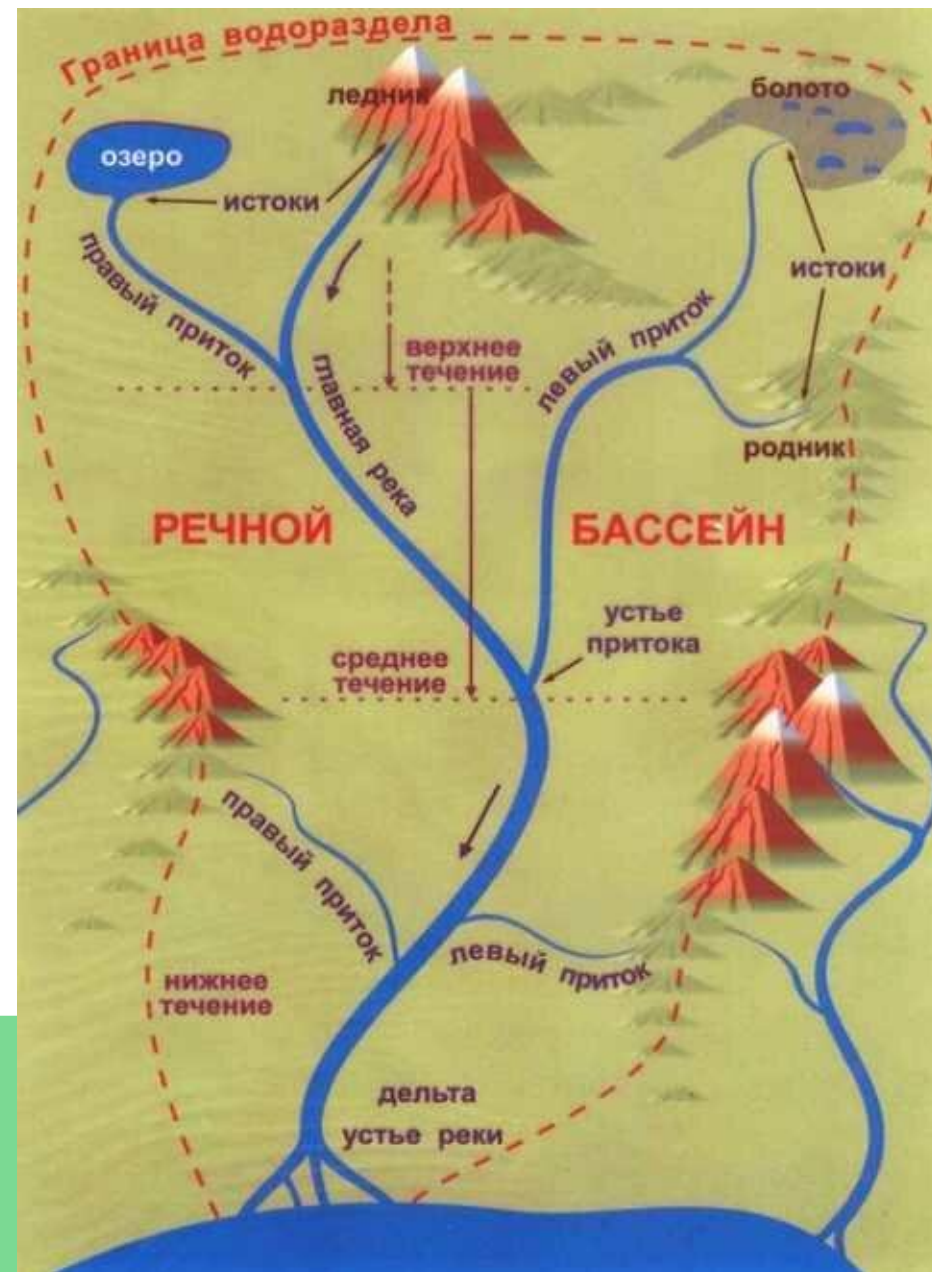 Граница водораздела
ледник
болото
озеро
истоки
правый приток
истоки
левый приток
верхнее
течение
главная река
родник
РЕЧНОЙ БАССЕЙН
устье
притока
среднее
течение
правый приток
левый приток
нижнее
течение
дельта
устье реки